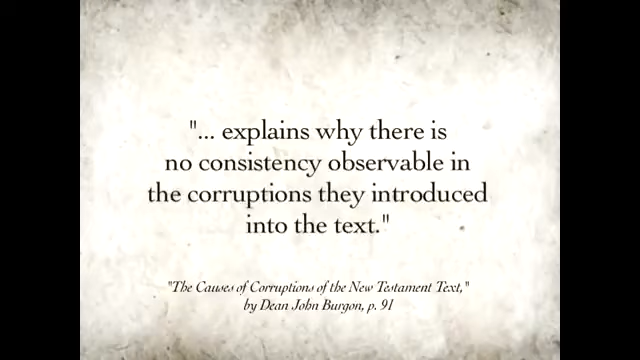 "... explains why there is
no consistency observable in
the corruptions they introduced
into the text."
"The Causes of Corruptions of the New Testament Text,"
by Dean John Burgon, p. 91